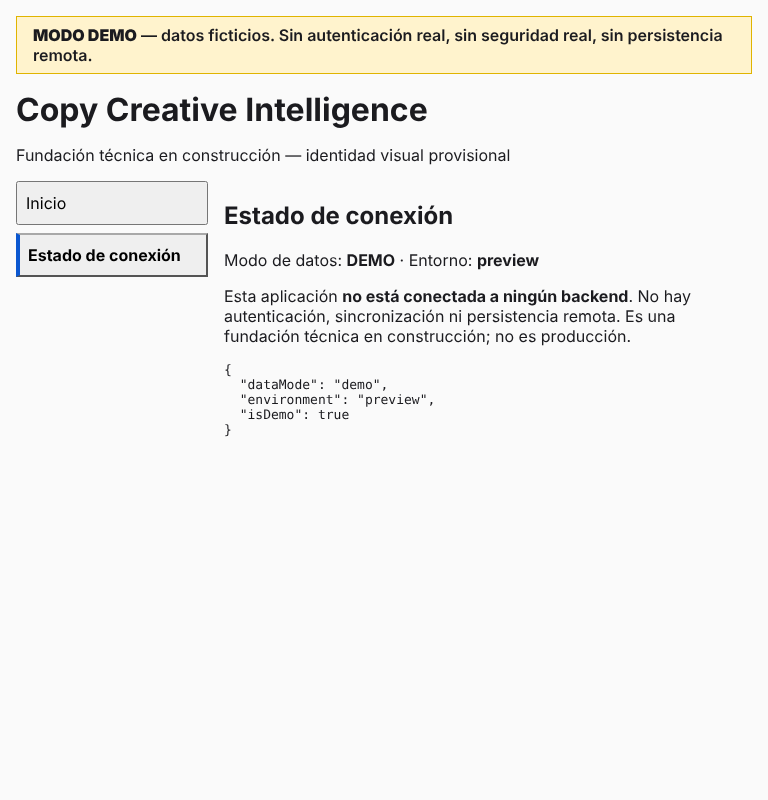 MODO DEMO — datos ficticios. Sin autenticación real, sin seguridad real, sin persistencia
remota.
Copy Creative Intelligence
Fundación técnica en construcción — identidad visual provisional
Inicio
Estado de conexión
Estado de conexión
Modo de datos: DEMO · Entorno: preview
Esta aplicación no está conectada a ningún backend. No hay
autenticación, sincronización ni persistencia remota. Es una
fundación técnica en construcción; no es producción.
{
  "dataMode": "demo",
  "environment": "preview",
  "isDemo": true
}